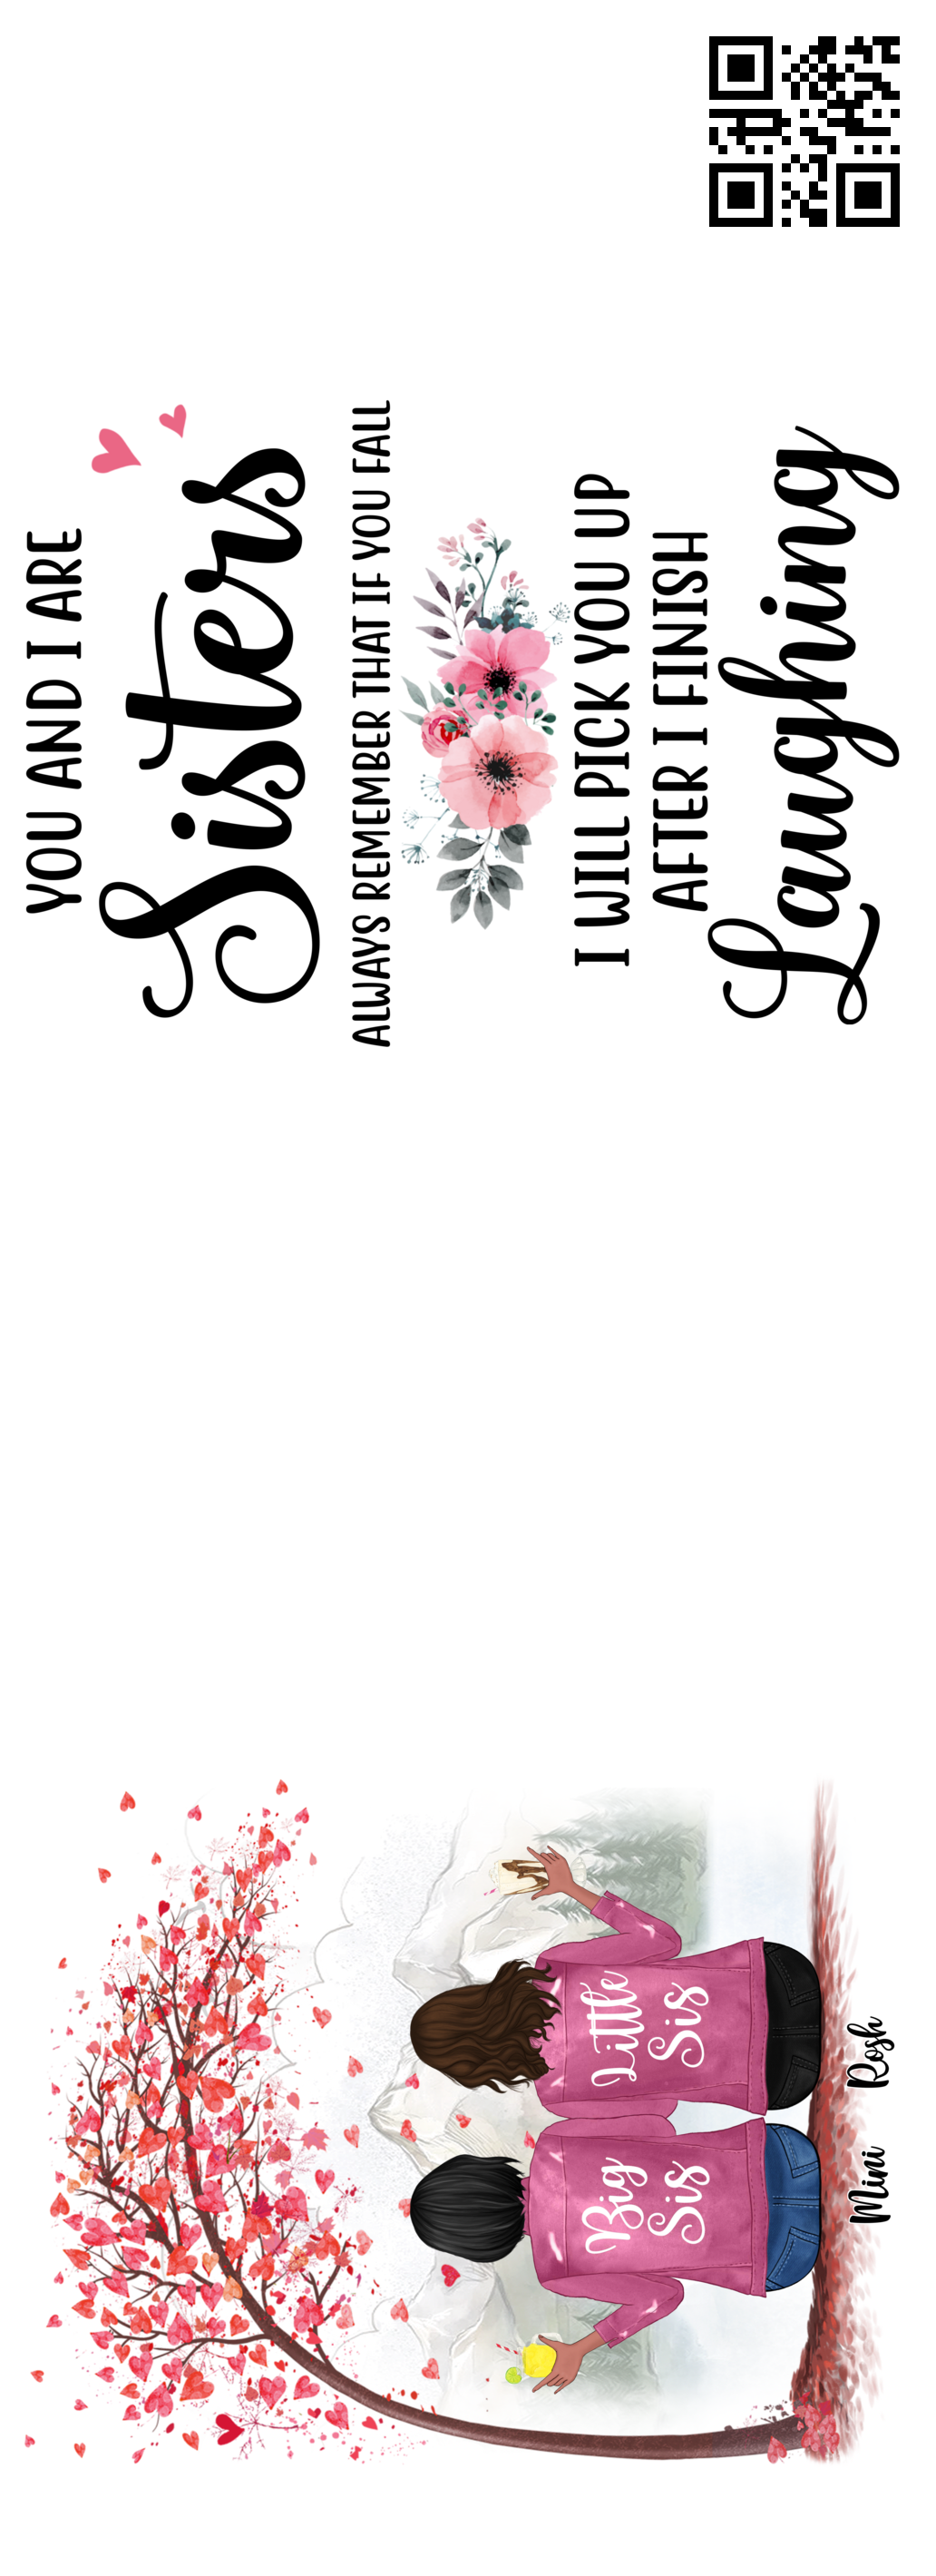 YOU AND I ARE
Sisters
ALWAYS REMEMBER THAT IF YOU FALL
I WILL PICK YOU UP
AFTER I FINISH
Laughing
Big
Sis
Little
Sis
Mini Rosh